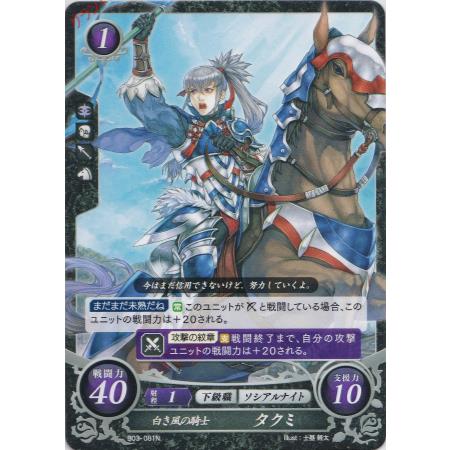 1
今はまだ信用できないけど、努力していくよ。
まだまだ未熟だね 常 このユニットが と戦闘している場合、この
ユニットの戦闘力は+20される。
攻撃の紋章 支 戦闘終了まで、自分の攻撃
ユニットの戦闘力は+20される。
戦闘力
40
射程
1
下級職
ソシアルナイト
支援力
10
白き風の騎士
タクミ
B03-081N
Illust:士基 軽太